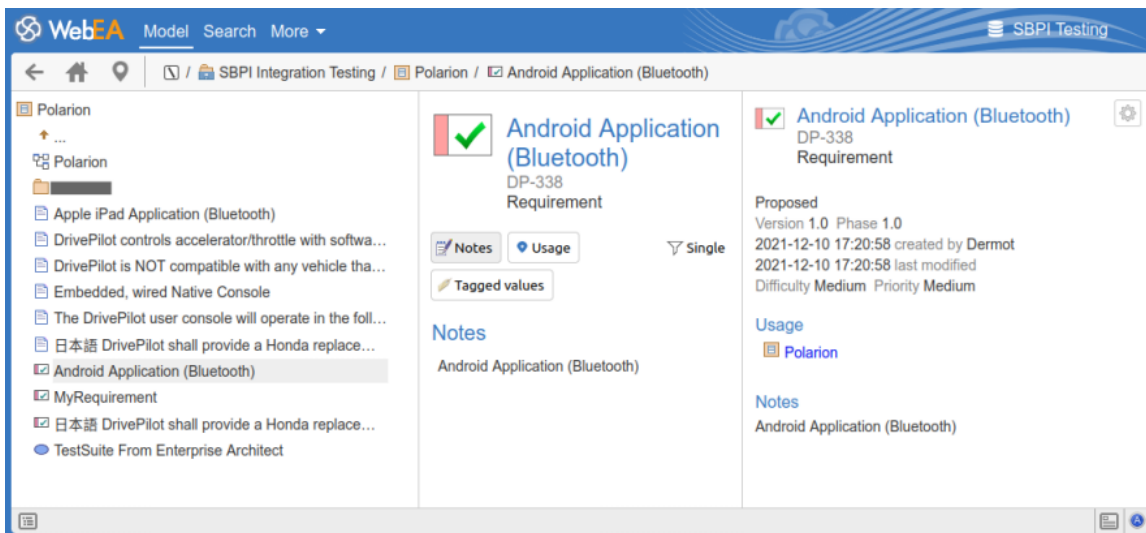 WebEA Model Search More SBPI Testing
/ SBPI Integration Testing / Polarion / Android Application (Bluetooth)
Polarion
...
Polarion
Apple iPad Application (Bluetooth)
DrivePilot controls accelerator/throttle with softwa...
DrivePilot is NOT compatible with any vehicle tha...
Embedded, wired Native Console
The DrivePilot user console will operate in the foll...
日本語 DrivePilot shall provide a Honda replace...
Android Application (Bluetooth)
MyRequirement
日本語 DrivePilot shall provide a Honda replace...
TestSuite From Enterprise Architect
Android Application
(Bluetooth)
DP-338
Requirement
Notes Usage Single
Tagged values
Notes
Android Application (Bluetooth)
Android Application (Bluetooth)
DP-338
Requirement
Proposed
Version 1.0 Phase 1.0
2021-12-10 17:20:58 created by Dermot
2021-12-10 17:20:58 last modified
Difficulty Medium Priority Medium
Usage
Polarion
Notes
Android Application (Bluetooth)